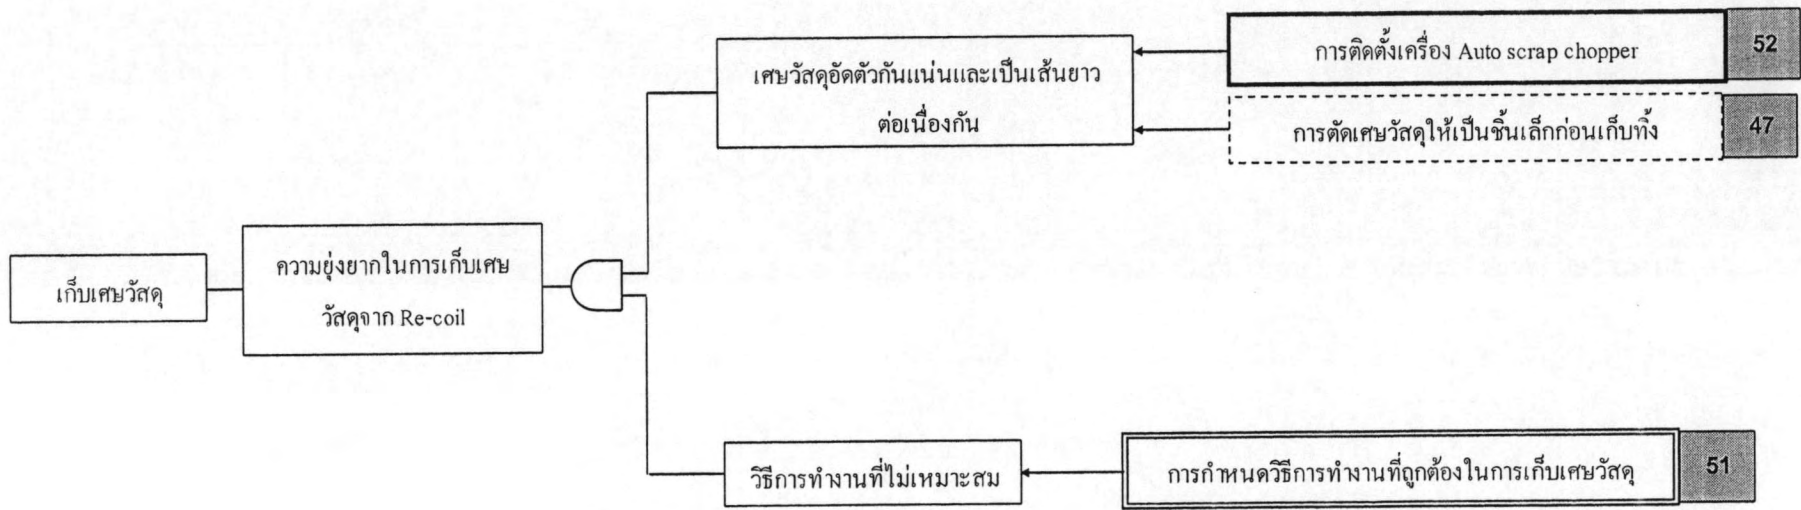 การติดตั้งเครื่อง Auto scrap chopper
52
เศษวัสดุอัดตัวกันแน่นและเป็นเส้นยาว
ต่อเนื่องกัน
การตัดเศษวัสดุให้เป็นชิ้นเล็กก่อนเก็บทิ้ง
47
เก็บเศษวัสดุ
ความยุ่งยากในการเก็บเศษ
วัสดุจาก Re-coil
วิธีการทำงานที่ไม่เหมาะสม
การกำหนดวิธีการทำงานที่ถูกต้องในการเก็บเศษวัสดุ
51